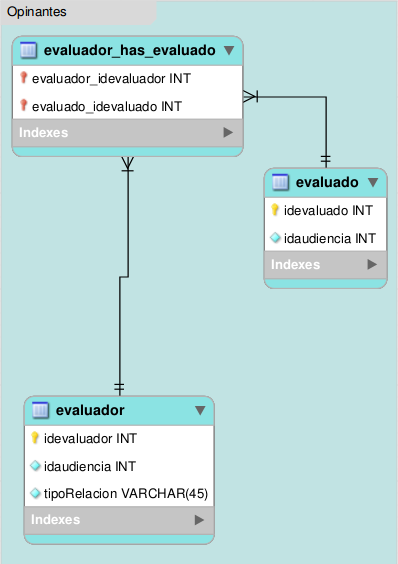 Opinantes
evaluador_has_evaluado
evaluador_idevaluador INT
evaluado_idevaluado INT
Indexes
evaluado
idevaluado INT
idaudiencia INT
Indexes
evaluador
idevaluador INT
idaudiencia INT
tipoRelacion VARCHAR(45)
Indexes